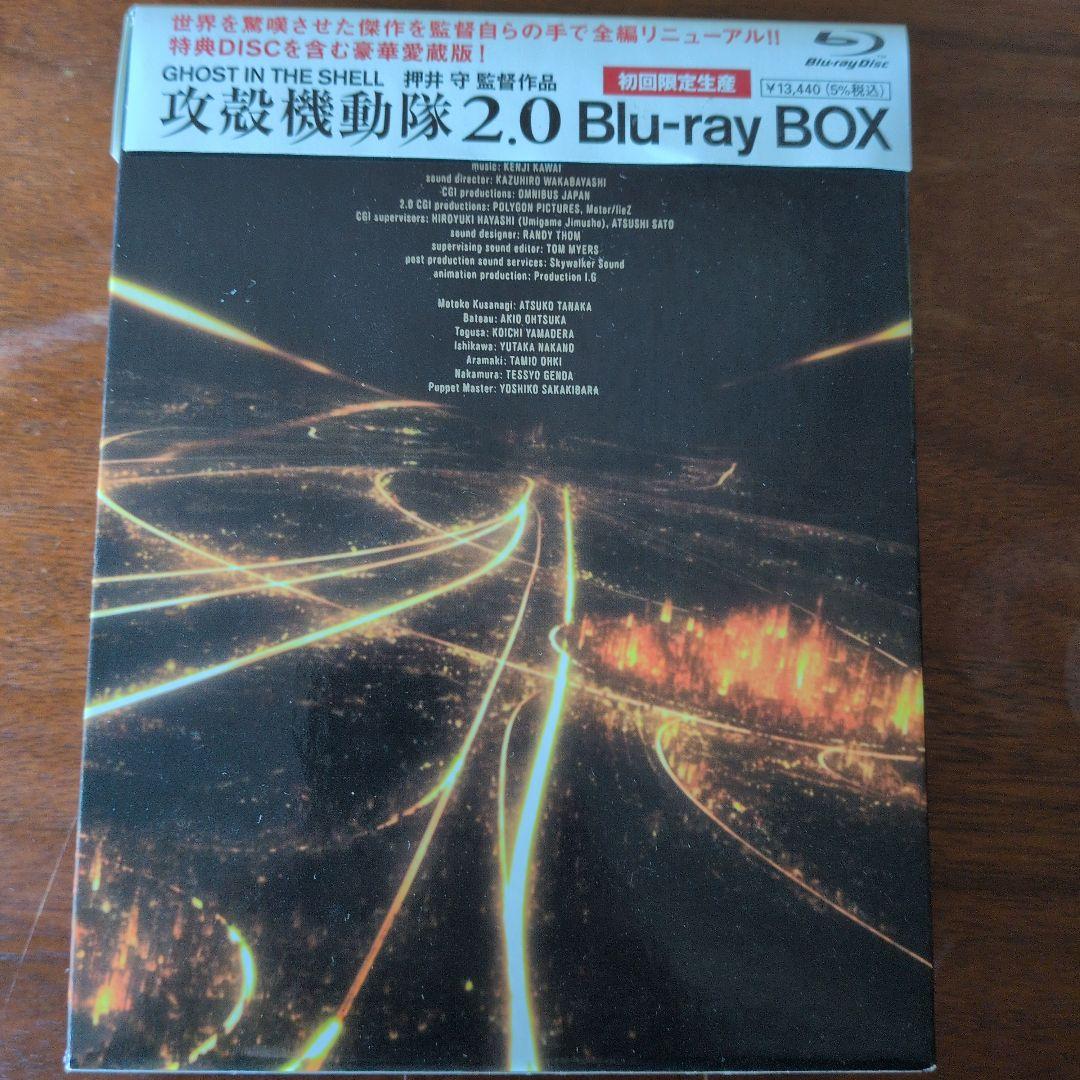 世界を驚嘆させた傑作を監督自らの手で全編リニューアル!!
特典DISCを含む豪華愛蔵版!
Blu-ray Disc
GHOST IN THE SHELL 押井 守 監督作品
初回限定生産
¥13,440(5%税込)
攻殻機動隊2.0 Blu-ray BOX
music: KENJI KAWAI
sound director: KAZUHIRO WAKABAYASHI
CGI productions: OMNIBUS JAPAN
2.0 CGI productions: POLYGON PICTURES, Motor/lieZ
CGI supervisors: HIROYUKI HAYASHI (Umigame Jimusho), ATSUSHI SATO
sound designer: RANDY THOM
supervising sound editor: TOM MYERS
post production sound services: Skywalker Sound
animation production: Production I.G
Motoko Kusanagi: ATSUKO TANAKA
Bateau: AKIO OHTSUKA
Togusa: KOICHI YAMADERA
Ishikawa: YUTAKA NAKANO
Aramaki: TAMIO OHKI
Nakamura: TESSYO GENDA
Puppet Master: YOSHIKO SAKAKIBARA